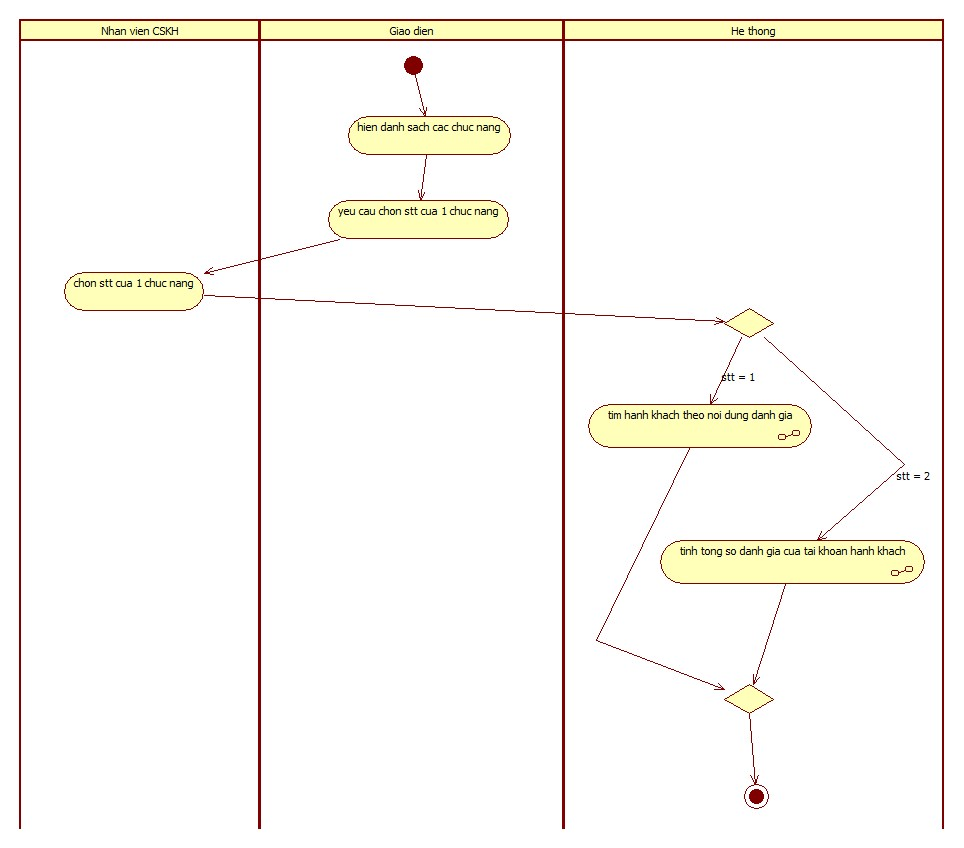 Nhan vien CSKH
Giao dien
He thong
hien danh sach cac chuc nang
yeu cau chon stt cua 1 chuc nang
chon stt cua 1 chuc nang
stt = 1
tim hanh khach theo noi dung danh gia
stt = 2
tinh tong so danh gia cua tai khoan hanh khach